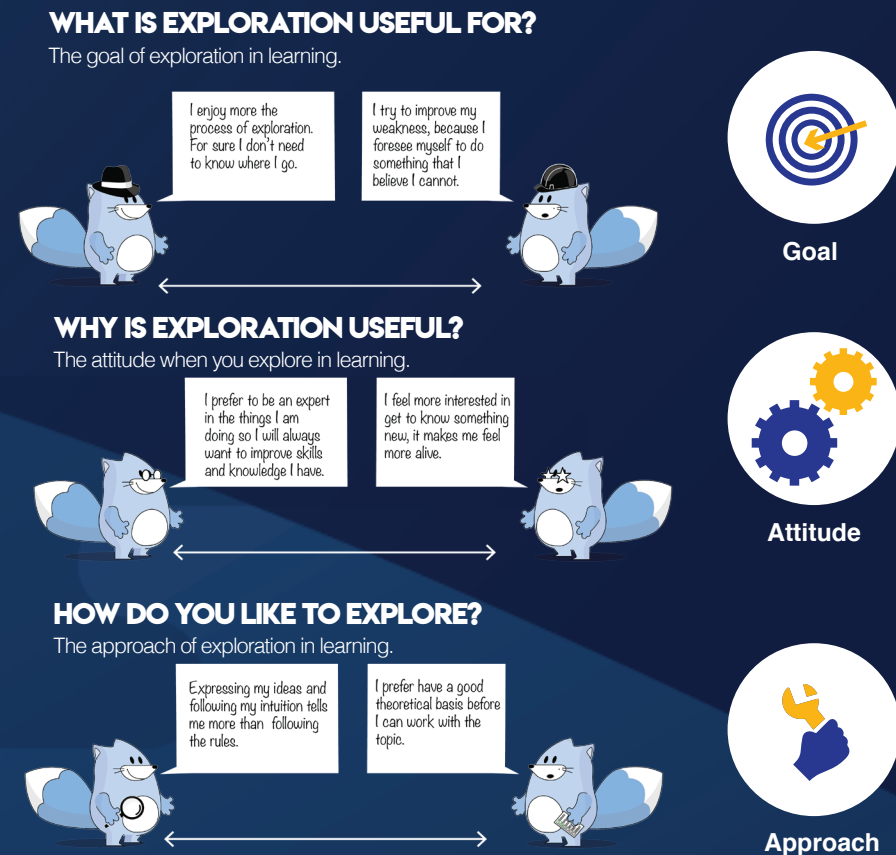 WHAT IS EXPLORATION USEFUL FOR?
The goal of exploration in learning.
I enjoy more the
process of exploration.
For sure I don't need
to know where I go.
I try to improve my
weakness, because I
foresee myself to do
something that I
believe I cannot.
Goal
WHY IS EXPLORATION USEFUL?
The attitude when you explore in learning.
I prefer to be an expert
in the things I am
doing so I will always
want to improve skills
and knowledge I have.
I feel more interested in
get to know something
new, it makes me feel
more alive.
Attitude
HOW DO YOU LIKE TO EXPLORE?
The approach of exploration in learning.
Expressing my ideas and
following my intuition tells
me more than following
the rules.
I prefer have a good
theoretical basis before
I can work with the
topic.
Approach